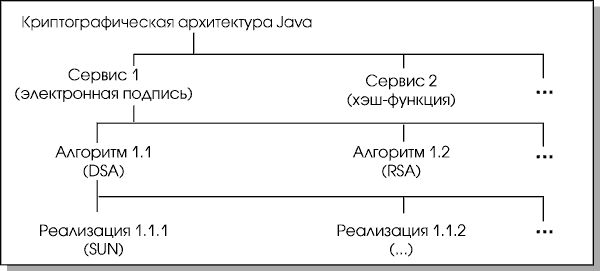 Криптографическая архитектура Java
Сервис 1
(электронная подпись)
Сервис 2
(хэш-функция)
...
Алгоритм 1.1
(DSA)
Алгоритм 1.2
(RSA)
...
Реализация 1.1.1
(SUN)
Реализация 1.1.2
(...)
...